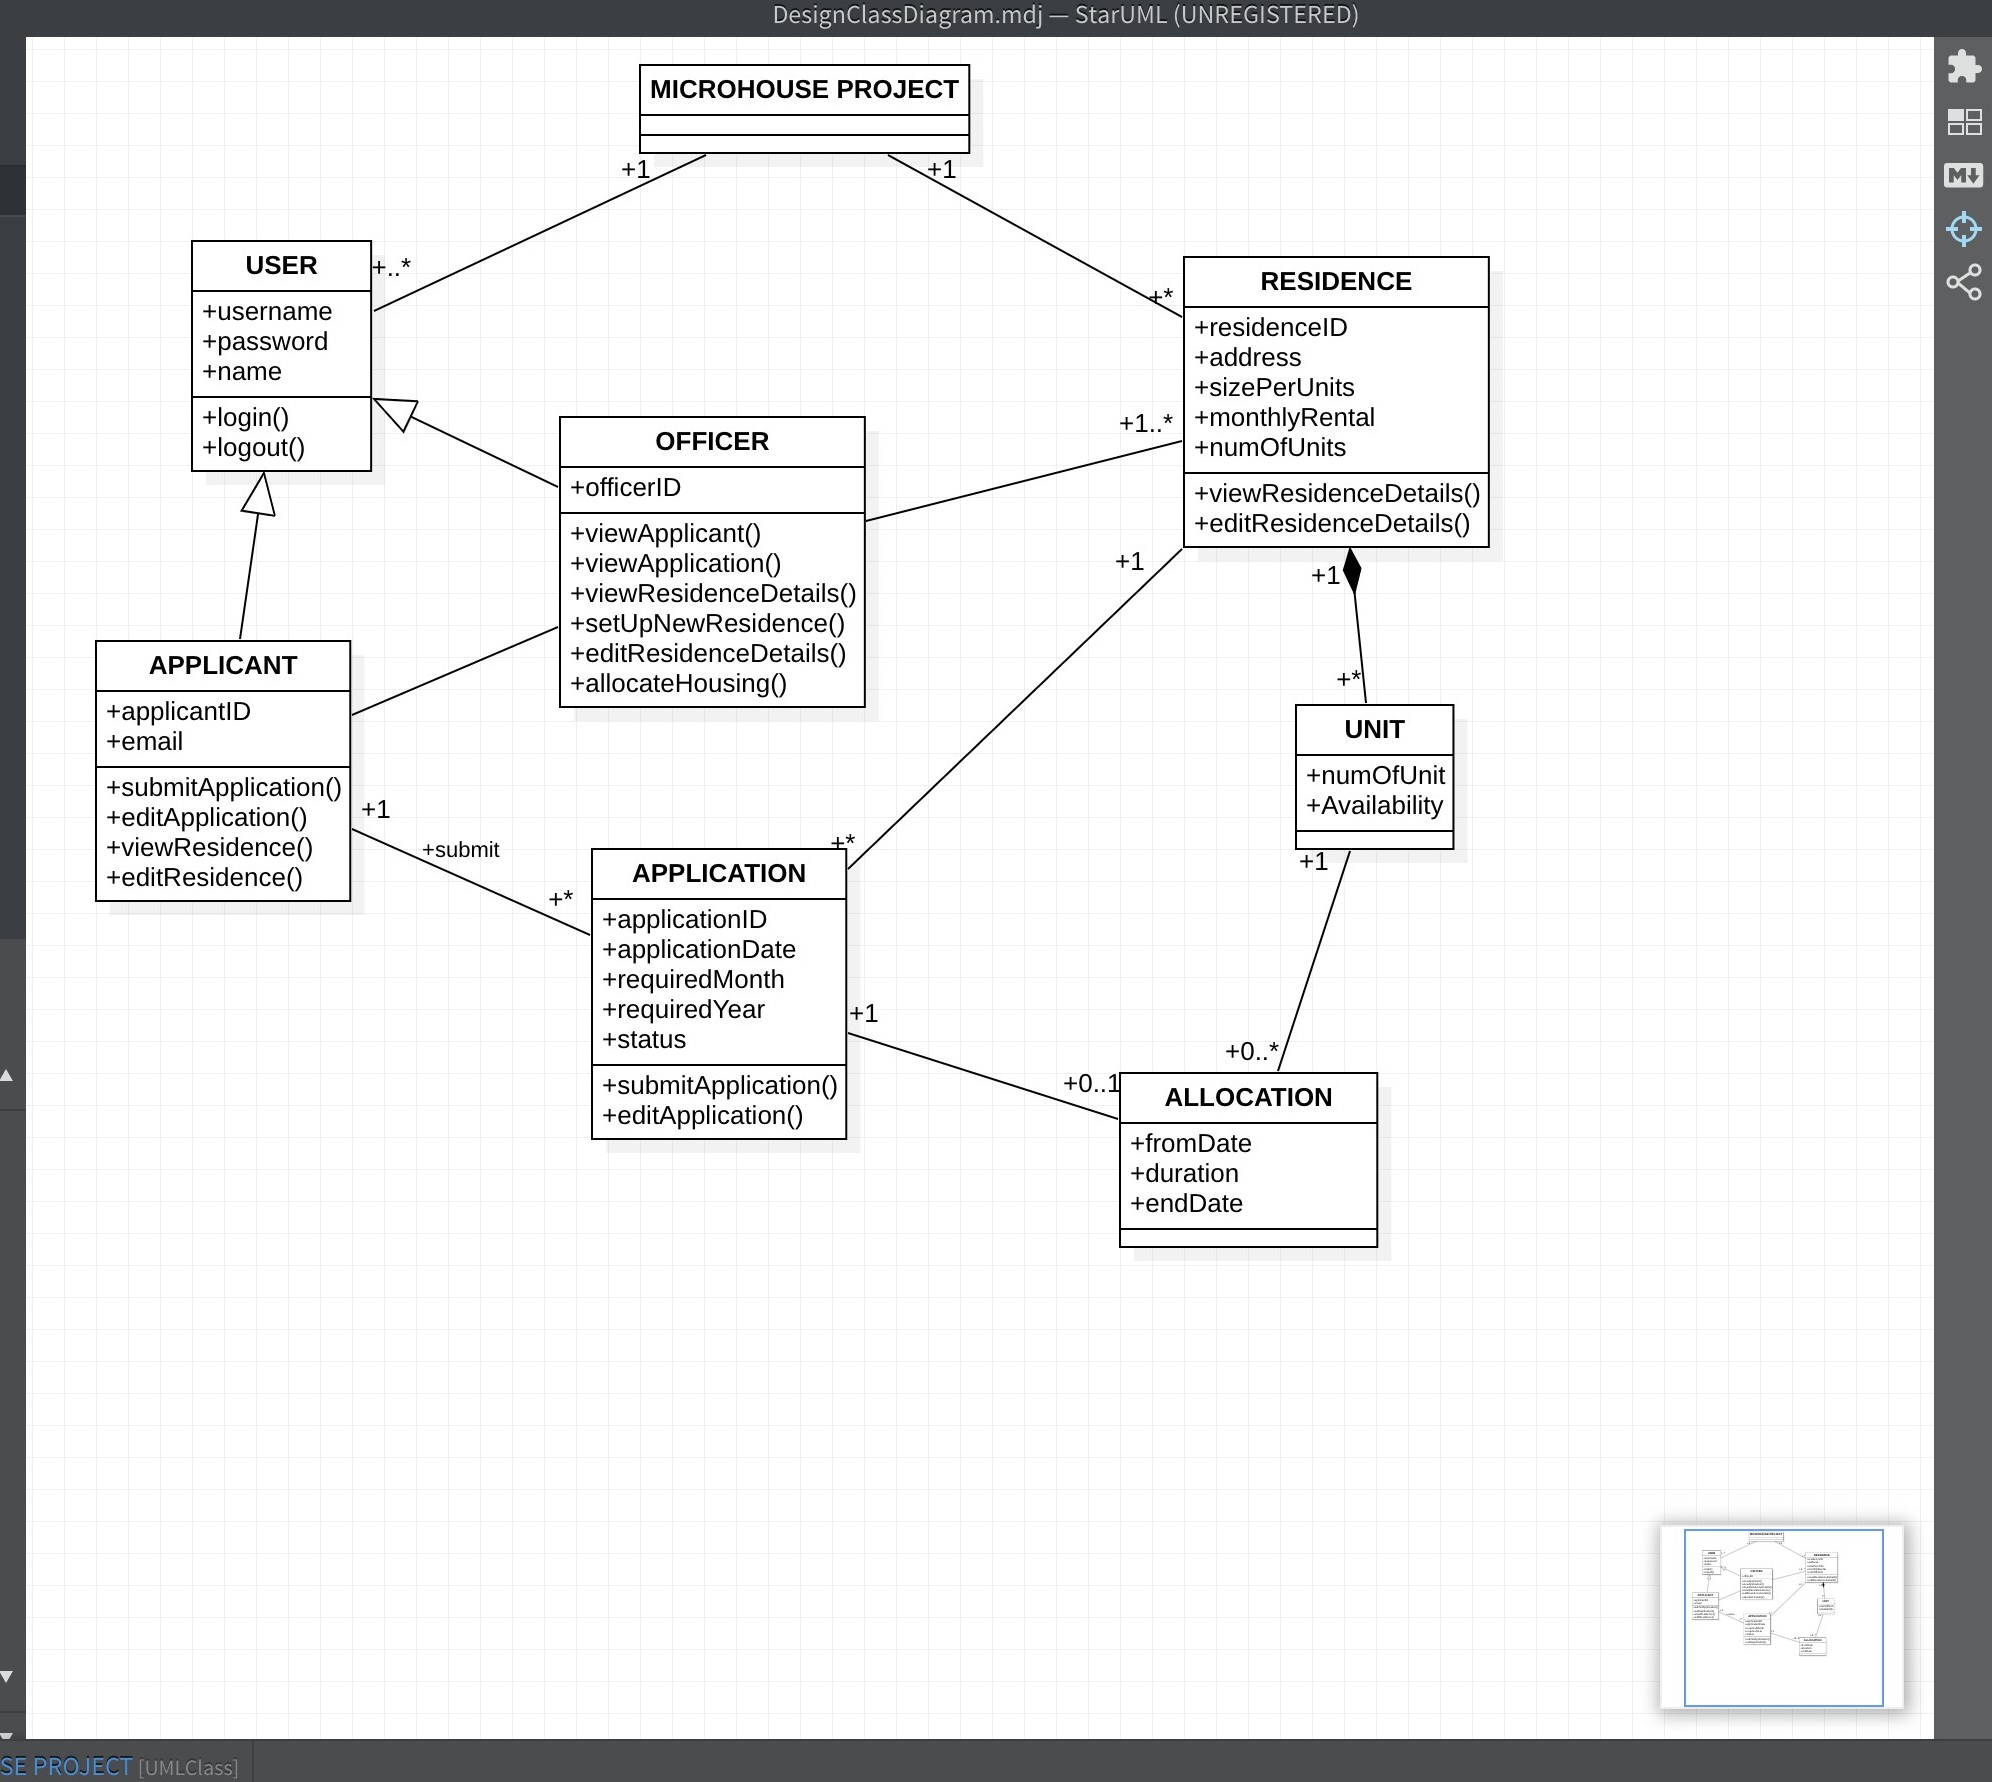 DesignClassDiagram.mdj — StarUML (UNREGISTERED)
MICROHOUSE PROJECT
+1
+1
USER
+..*
+username
+password
+name
+login()
+logout()
RESIDENCE
+*
+residenceID
+address
+sizePerUnits
+monthlyRental
+numOfUnits
+viewResidenceDetails()
+editResidenceDetails()
+1..*
OFFICER
+officerID
+viewApplicant()
+viewApplication()
+viewResidenceDetails()
+setUpNewResidence()
+editResidenceDetails()
+allocateHousing()
+1
+1
+*
APPLICANT
+applicantID
+email
+submitApplication()
+editApplication()
+viewResidence()
+editResidence()
+1
+submit
+*
UNIT
+numOfUnit
+Availability
+1
+*
APPLICATION
+applicationID
+applicationDate
+requiredMonth
+requiredYear
+status
+submitApplication()
+editApplication()
+1
+0..1
+0..*
ALLOCATION
+fromDate
+duration
+endDate
M
SE PROJECT [UMLClass]